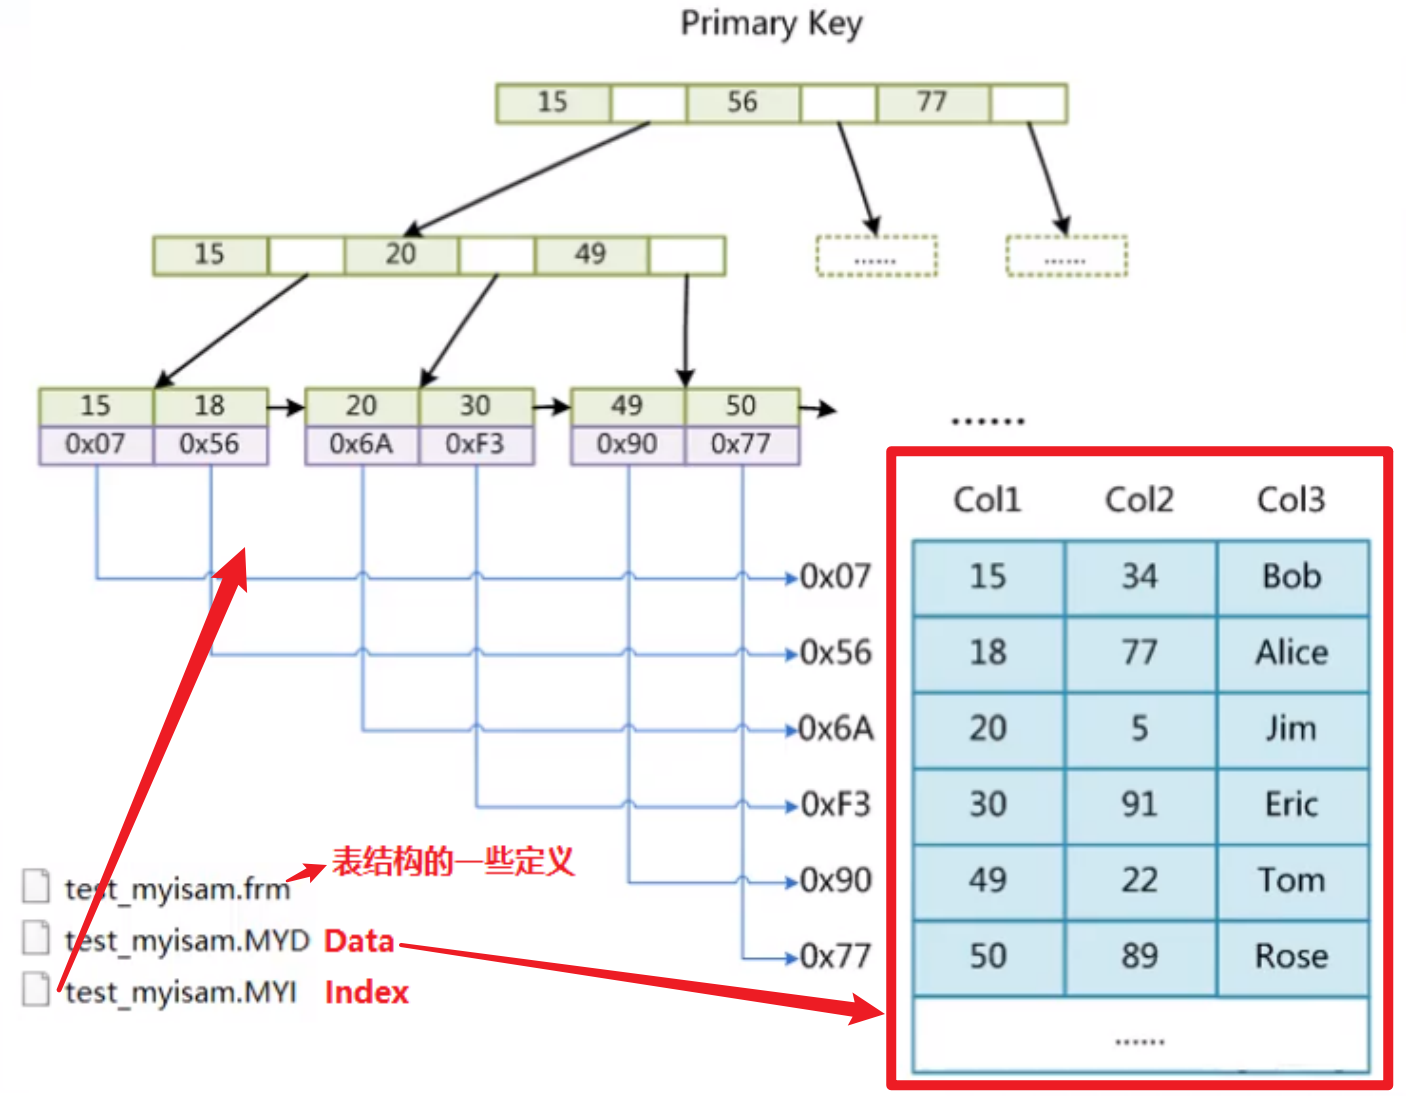 Primary Key
15 56 77
15 20 49
...... ......
15 18 20 30 49 50
0x07 0x56 0x6A 0xF3 0x90 0x77
......
Col1 Col2 Col3
0x07 15 34 Bob
0x56 18 77 Alice
0x6A 20 5 Jim
0xF3 30 91 Eric
0x90 49 22 Tom
0x77 50 89 Rose
......
表结构的一些定义
test_myisam.frm
test_myisam.MYD Data
test_myisam.MYI Index